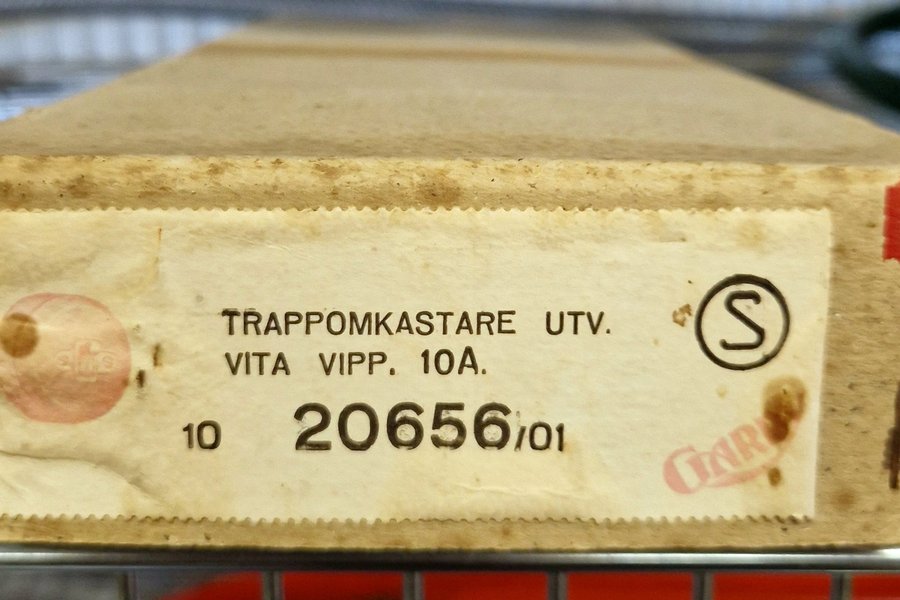 TRAPPOMKASTARE UTV.
VITA VIPP. 10A.
10 20656/01
S